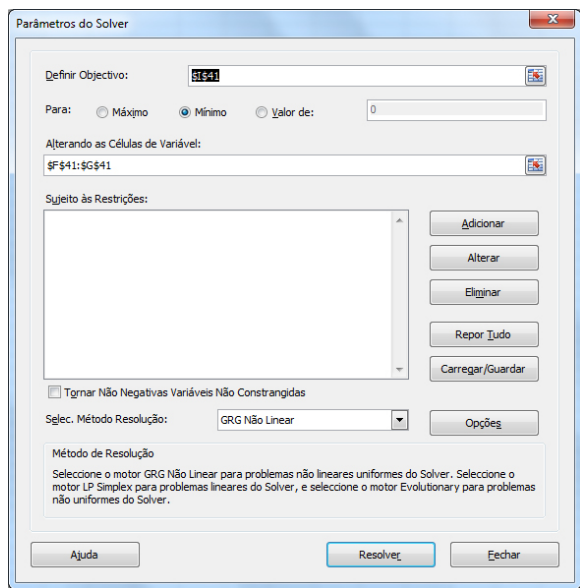 Parâmetros do Solver
Definir Objectivo: $I$41
Para: Máximo Mínimo Valor de: 0
Alterando as Células de Variável:
$F$41:$G$41
Sujeito às Restrições:
Adicionar
Alterar
Eliminar
Repor Tudo
Carregar/Guardar
Tornar Não Negativas Variáveis Não Constrangidas
Selec. Método Resolução: GRG Não Linear Opções
Método de Resolução
Seleccione o motor GRG Não Linear para problemas não lineares uniformes do Solver. Seleccione o
motor LP Simplex para problemas lineares do Solver, e seleccione o motor Evolutionary para problemas
não uniformes do Solver.
Ajuda Resolver Fechar